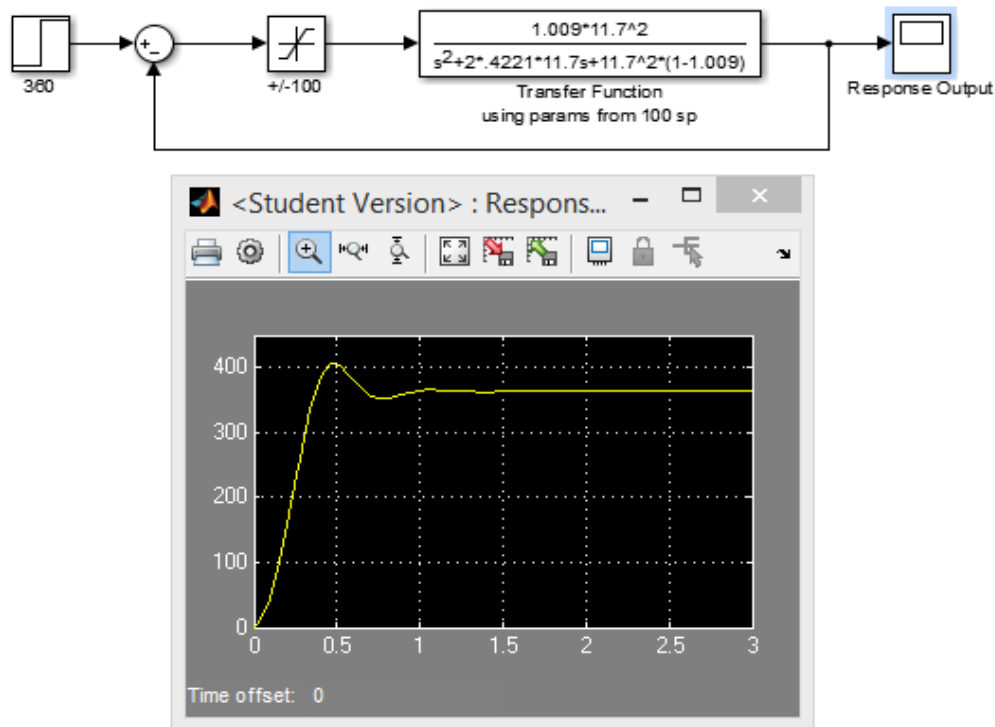 360
+
-
+/-100
1.009*11.7^2
s²+2*.4221*11.7s+11.7^2*(1-1.009)
Transfer Function
using params from 100 sp
Response Output
<Student Version> : Respons...
400
300
200
100
0
0 0.5 1 1.5 2 2.5 3
Time offset: 0